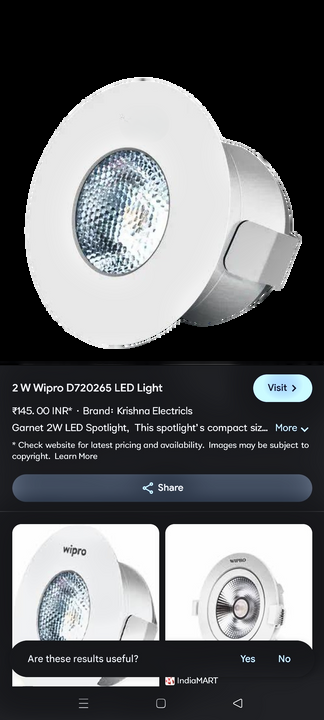 2 W Wipro D720265 LED Light
Visit >
₹145.00 INR* · Brand: Krishna Electricls
Garnet 2W LED Spotlight, This spotlight's compact siz... More
* Check website for latest pricing and availability. Images may be subject to
copyright. Learn More
Share
wipro
WIPRO
Are these results useful?
Yes
No
IndiaMART